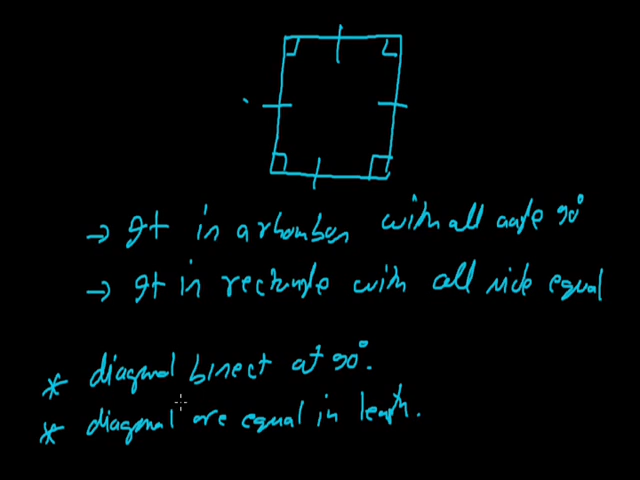 → It is a rhombus with all angle 90°
→ It is rectangle with all side equal
* diagonal bisect at 90°.
* diagonal are equal in length.